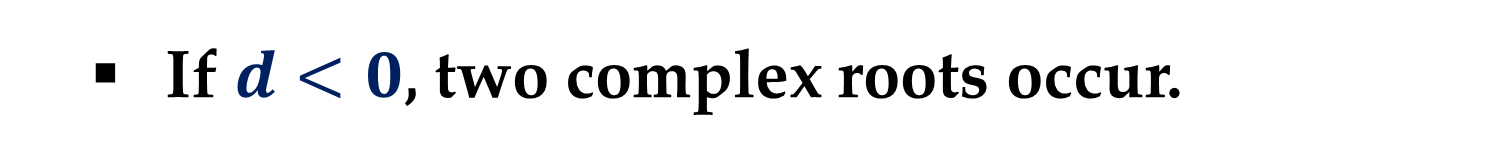 ▪ If d < 0, two complex roots occur.